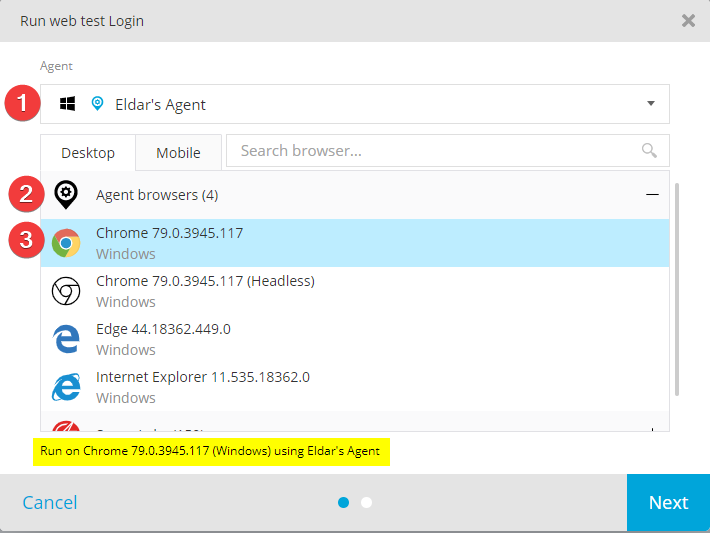 Run web test Login
Agent
1
Eldar's Agent
Desktop
Mobile
Search browser...
2
Agent browsers (4)
3
Chrome 79.0.3945.117
Windows
Chrome 79.0.3945.117 (Headless)
Windows
Edge 44.18362.449.0
Windows
Internet Explorer 11.535.18362.0
Windows
Run on Chrome 79.0.3945.117 (Windows) using Eldar's Agent
Cancel
Next